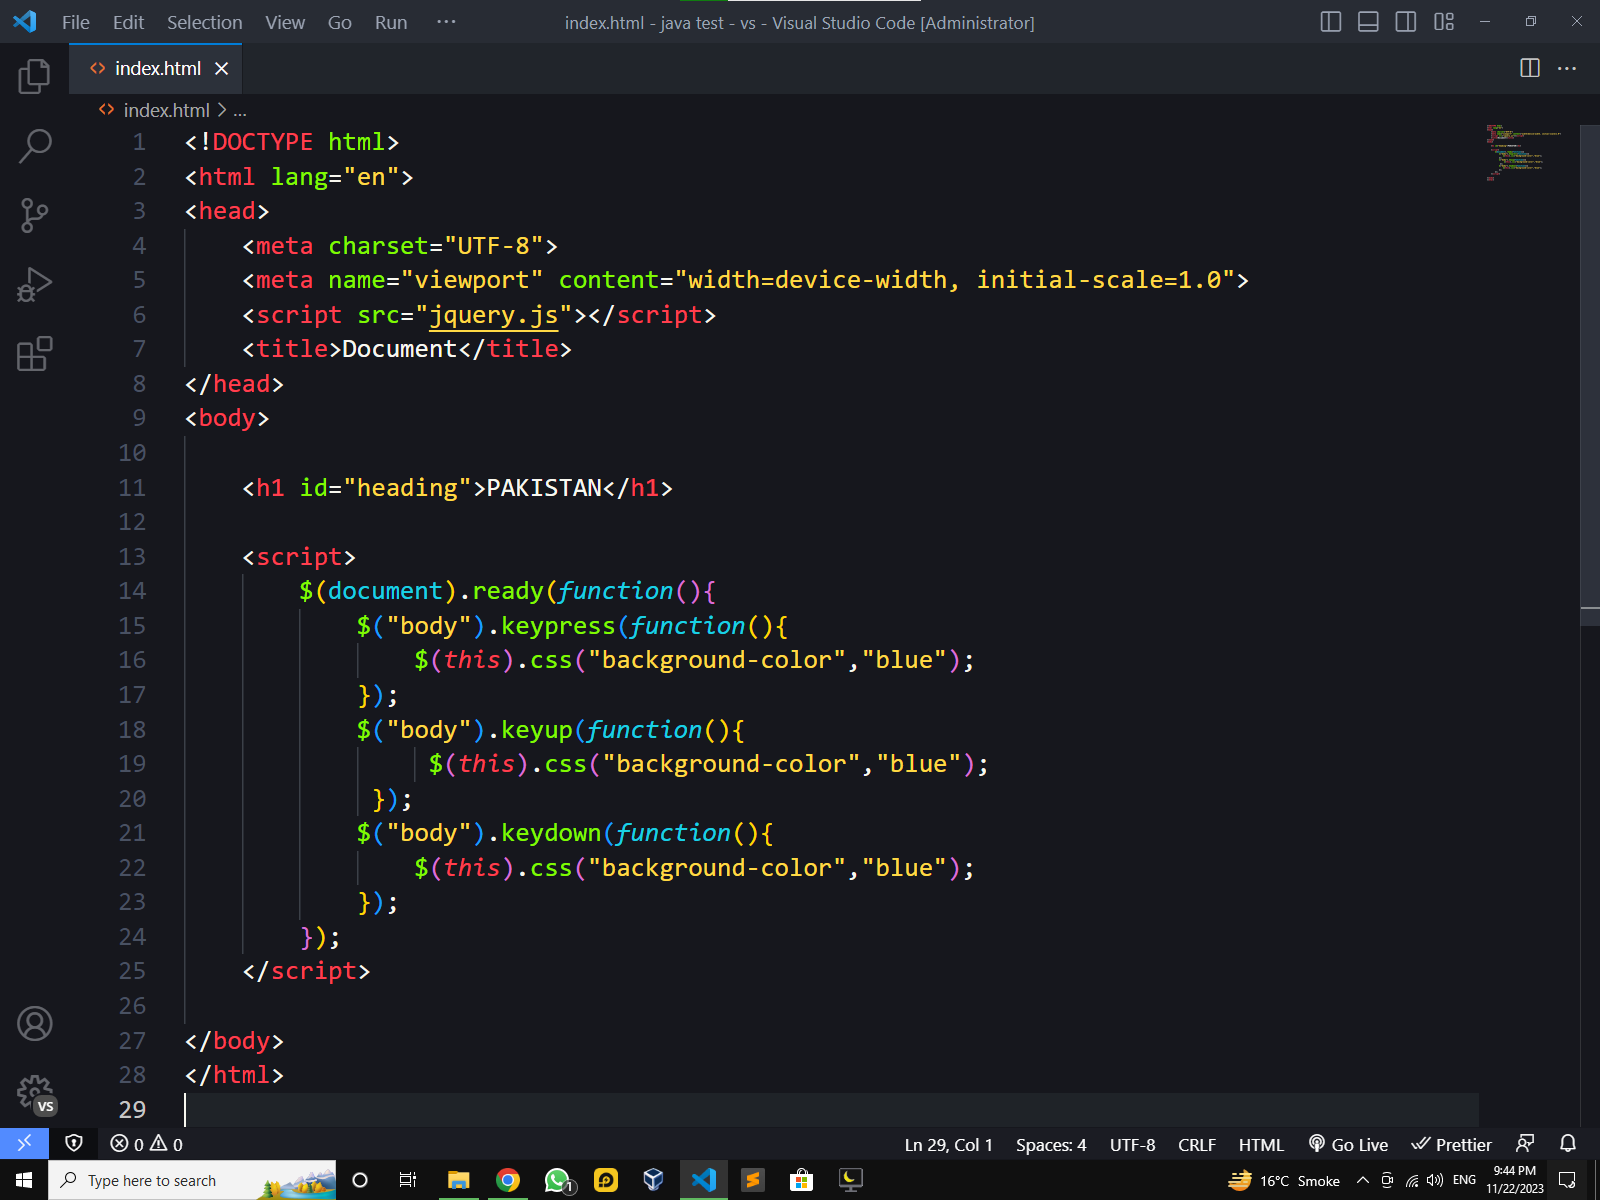 File Edit Selection View Go Run ··· index.html - java test - vs - Visual Studio Code [Administrator]
index.html
index.html > ...
1 <!DOCTYPE html>
2 <html lang="en">
3 <head>
4     <meta charset="UTF-8">
5     <meta name="viewport" content="width=device-width, initial-scale=1.0">
6     <script src="jquery.js"></script>
7     <title>Document</title>
8 </head>
9 <body>
10
11     <h1 id="heading">PAKISTAN</h1>
12
13     <script>
14         $(document).ready(function(){
15             $("body").keypress(function(){
16                 $(this).css("background-color","blue");
17             });
18             $("body").keyup(function(){
19                  $(this).css("background-color","blue");
20              });
21             $("body").keydown(function(){
22                 $(this).css("background-color","blue");
23             });
24         });
25     </script>
26
27 </body>
28 </html>
29
VS
0 0 Ln 29, Col 1 Spaces: 4 UTF-8 CRLF HTML Go Live Prettier
Type here to search 1 16°C Smoke ENG 9:44 PM
11/22/2023